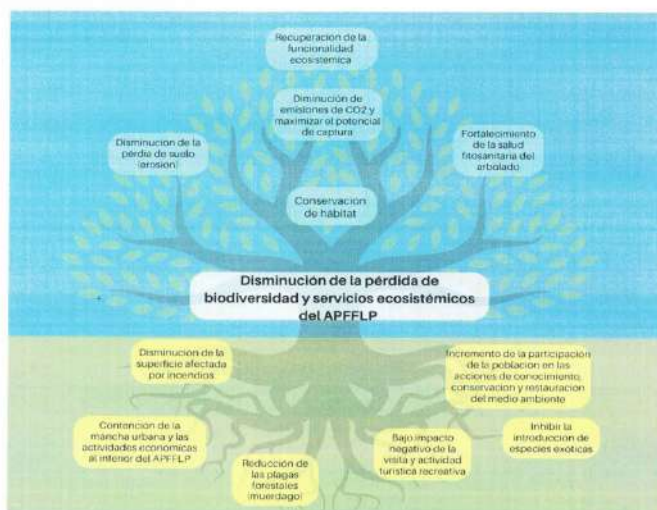 Recuperación de la
funcionalidad
ecosistémica
Diminución de
emisiones de CO2 y
maximizar el potencial
de captura
Disminución de la
pérdia de suelo
(erosión)
Fortalecimiento
de la salud
fitosanitaria del
arbolado
Conservación
de hábitat
Disminución de la pérdida de
biodiversidad y servicios ecosistémicos
del APFFLP
Disminución de la
superficie afectada
por incendios
Incremento de la participación
de la población en las
acciones de conocimiento,
conservación y restauración
del medio ambiente
Contención de la
mancha urbana y las
actividades económicas
al interior del APFFLP
Reducción de
las plagas
forestales
(muerdago)
Bajo impacto
negativo de la
visita y actividad
turística recreativa
Inhibir la
introducción de
especies exóticas